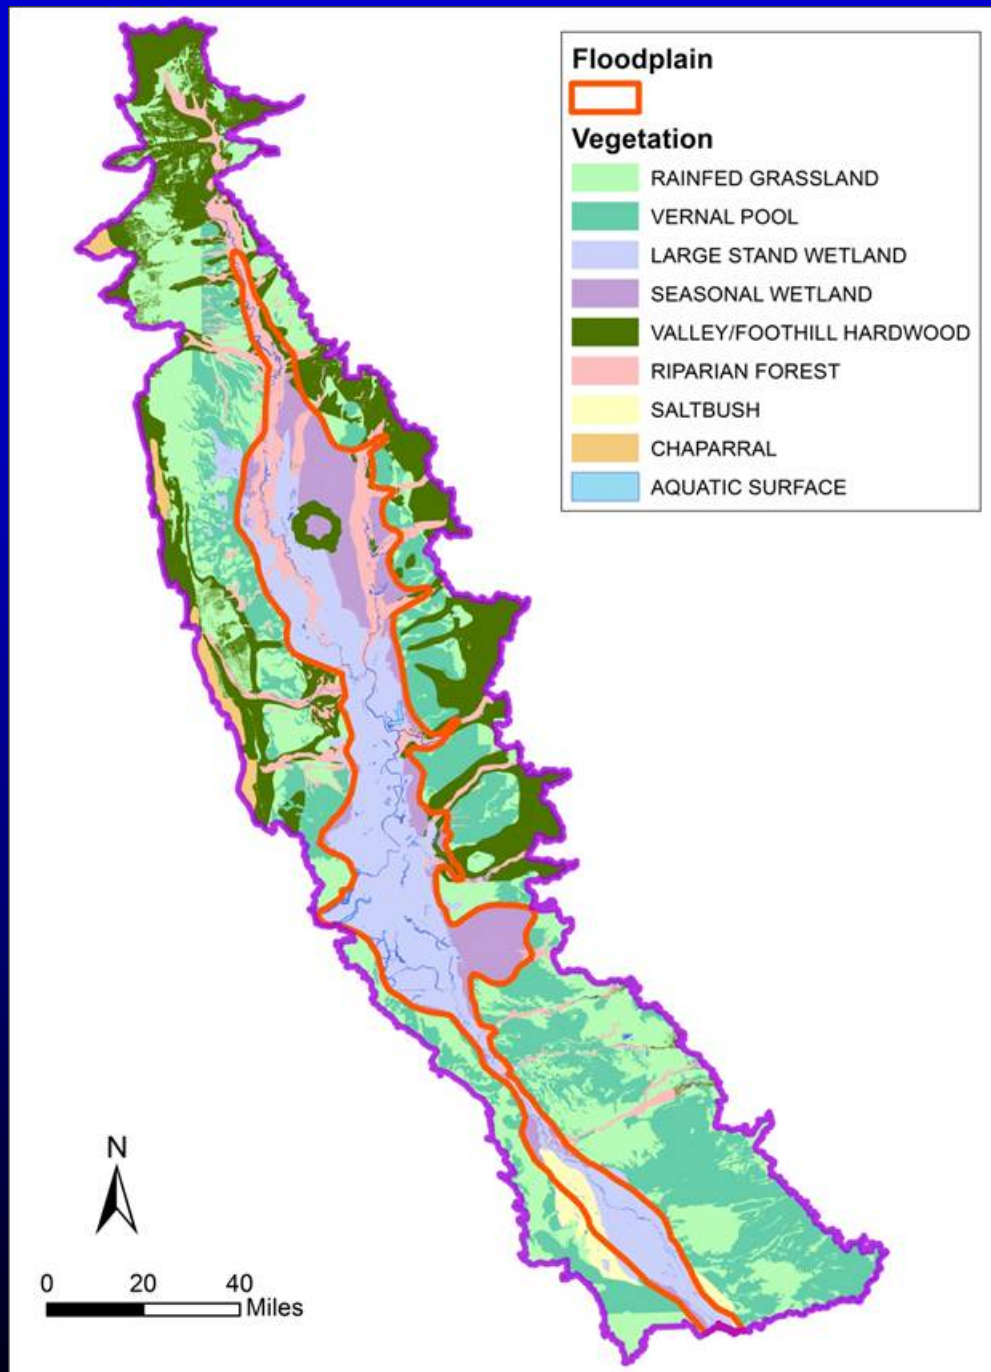 Floodplain
Vegetation
RAINFED GRASSLAND
VERNAL POOL
LARGE STAND WETLAND
SEASONAL WETLAND
VALLEY/FOOTHILL HARDWOOD
RIPARIAN FOREST
SALTBUSH
CHAPARRAL
AQUATIC SURFACE
N
0 20 40
Miles